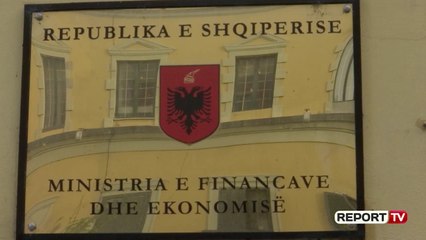 REPUBLIKA E SHQIPERISE
MINISTRIA E FINANCAVE
DHE EKONOMISË
REPORT TV